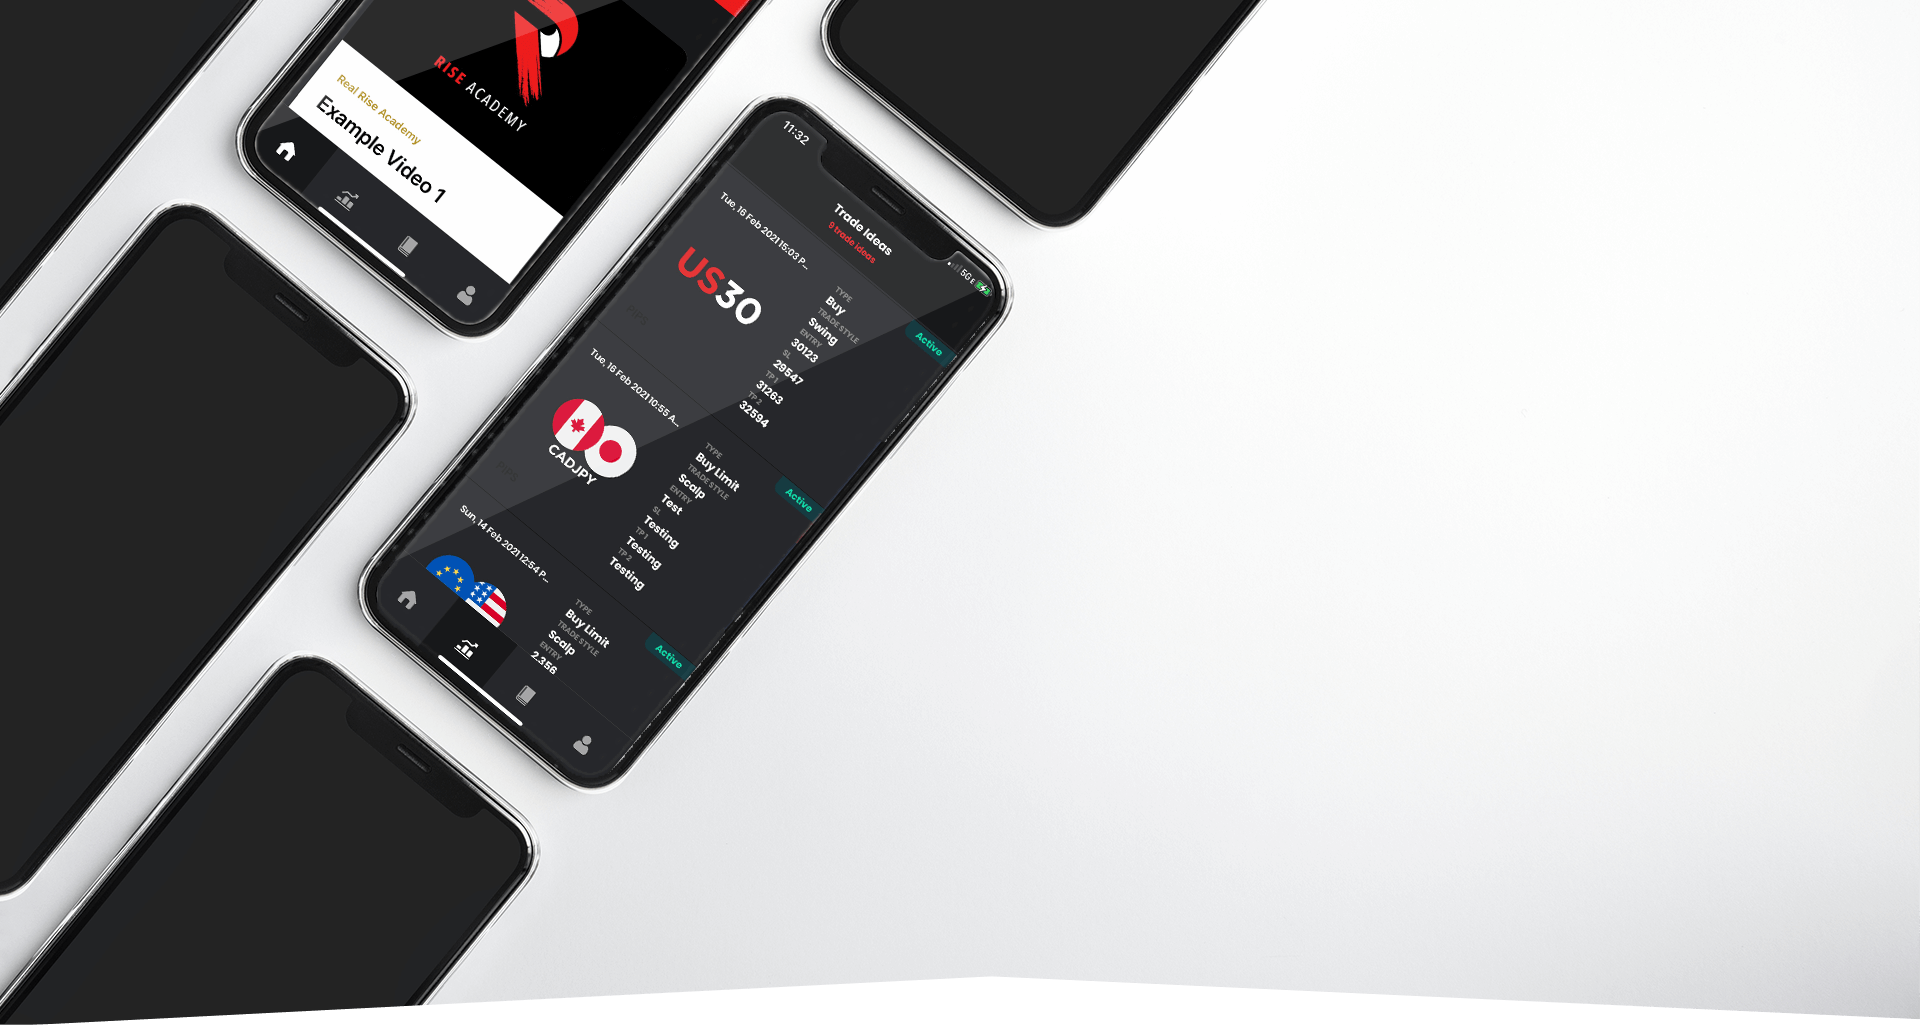 RISE ACADEMY
Real Rise Academy
Example Video 1
11:32
5G E
Trade Ideas
9 trade ideas
Tue, 16 Feb 2021 15:03 P...
US30
PIPS
TYPE
Buy
TRADE STYLE
Swing
ENTRY
30123
SL
29547
TP 1
31263
TP 2
32594
Active
Tue, 16 Feb 2021 10:55 A...
CADJPY
PIPS
TYPE
Buy Limit
TRADE STYLE
Scalp
ENTRY
Test
SL
Testing
TP 1
Testing
TP 2
Testing
Active
Sun, 14 Feb 2021 12:54 P...
TYPE
Buy Limit
TRADE STYLE
Scalp
ENTRY
2.356
Active